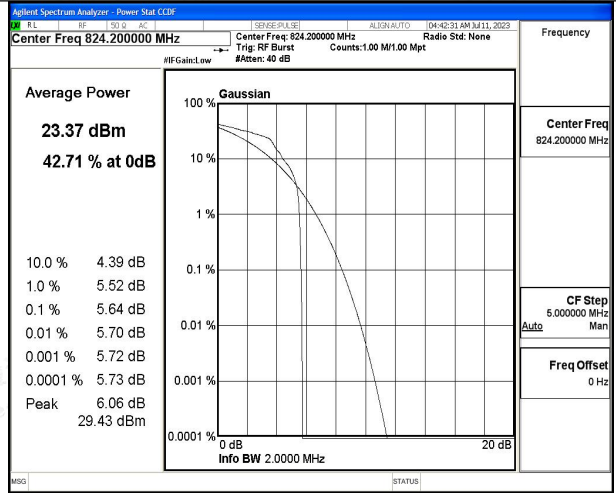 Agilent Spectrum Analyzer - Power Stat CCDF
RL RF 50 Ω AC SENSE:PULSE ALIGN AUTO 04:42:31 AM Jul 11, 2023
Center Freq 824.200000 MHz
Center Freq: 824.200000 MHz Radio Std: None
Trig: RF Burst Counts:1.00 M/1.00 Mpt
#IFGain:Low #Atten: 40 dB
Frequency
Average Power
23.37 dBm
42.71 % at 0dB
10.0 % 4.39 dB
1.0 % 5.52 dB
0.1 % 5.64 dB
0.01 % 5.70 dB
0.001 % 5.72 dB
0.0001 % 5.73 dB
Peak 6.06 dB
29.43 dBm
Gaussian
100 %
10 %
1 %
0.1 %
0.01 %
0.001 %
0.0001 %
0 dB 20 dB
Info BW 2.0000 MHz
Center Freq
824.200000 MHz
CF Step
5.000000 MHz
Auto Man
Freq Offset
0 Hz
MSG STATUS